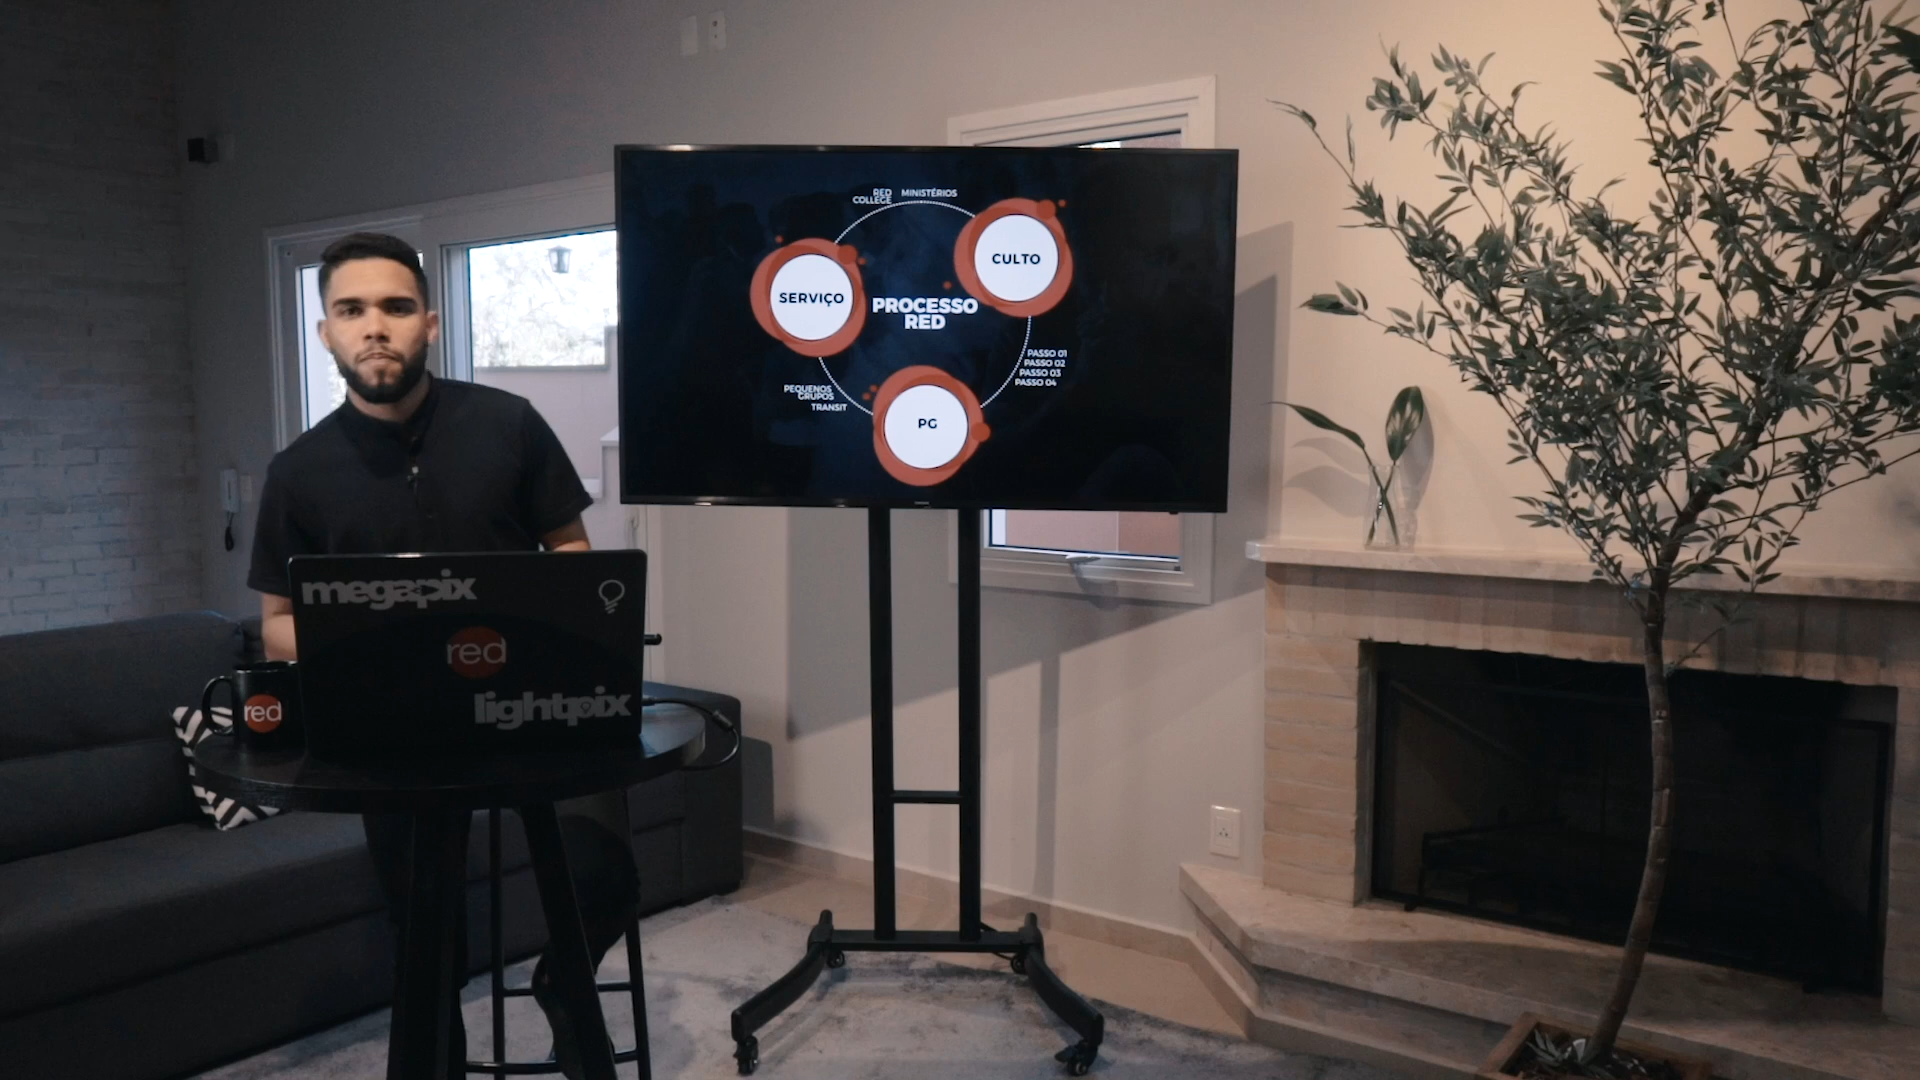 RED
COLLEGE
MINISTÉRIOS
CULTO
SERVIÇO
PROCESSO
RED
PASSO 01
PASSO 02
PASSO 03
PASSO 04
PEQUENOS
GRUPOS
TRANSIT
PG
megapix
red
lightpix
red